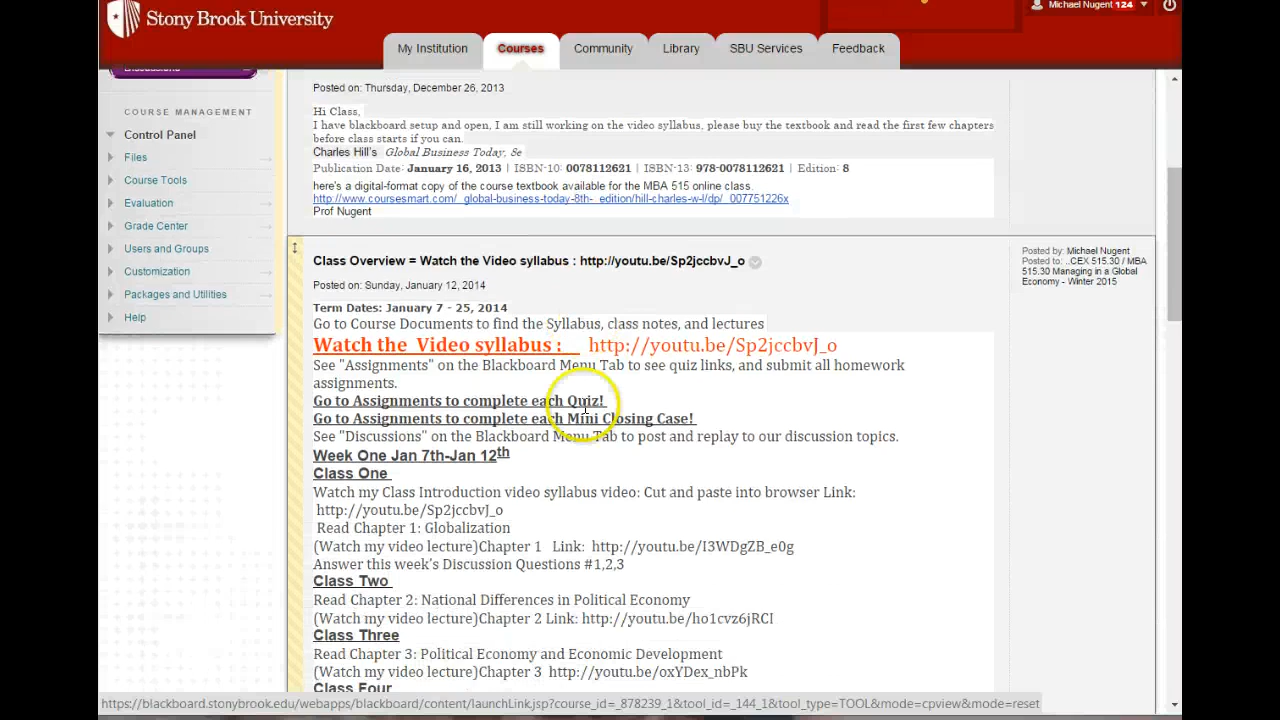 Stony Brook University
Michael Nugent 124
My Institution Courses Community Library SBU Services Feedback
Discussions
COURSE MANAGEMENT
Control Panel
Files
Course Tools
Evaluation
Grade Center
Users and Groups
Customization
Packages and Utilities
Help
Posted on: Thursday, December 26, 2013
Hi Class,
I have blackboard setup and open, I am still working on the video syllabus, please buy the textbook and read the first few chapters
before class starts if you can.
Charles Hill's Global Business Today, 8e
Publication Date: January 16, 2013 | ISBN-10: 0078112621 | ISBN-13: 978-0078112621 | Edition: 8
here's a digital-format copy of the course textbook available for the MBA 515 online class.
http://www.coursesmart.com/_global-business-today-8th-_edition/hill-charles-w-l/dp/_007751226x
Prof Nugent
Class Overview = Watch the Video syllabus : http://youtu.be/Sp2jccbvJ_o
Posted on: Sunday, January 12, 2014
Posted by: Michael Nugent
Posted to: ..CEX 515.30 / MBA
515.30 Managing in a Global
Economy - Winter 2015
Term Dates: January 7 - 25, 2014
Go to Course Documents to find the Syllabus, class notes, and lectures
Watch the Video syllabus : http://youtu.be/Sp2jccbvJ_o
See "Assignments" on the Blackboard Menu Tab to see quiz links, and submit all homework
assignments.
Go to Assignments to complete each Quiz!
Go to Assignments to complete each Mini Closing Case!
See "Discussions" on the Blackboard Menu Tab to post and replay to our discussion topics.
Week One Jan 7th-Jan 12th
Class One
Watch my Class Introduction video syllabus video: Cut and paste into browser Link:
http://youtu.be/Sp2jccbvJ_o
Read Chapter 1: Globalization
(Watch my video lecture)Chapter 1 Link: http://youtu.be/I3WDgZB_e0g
Answer this week's Discussion Questions #1,2,3
Class Two
Read Chapter 2: National Differences in Political Economy
(Watch my video lecture)Chapter 2 Link: http://youtu.be/ho1cvz6jRCI
Class Three
Read Chapter 3: Political Economy and Economic Development
(Watch my video lecture)Chapter 3 http://youtu.be/oxYDex_nbPk
Class Four
https://blackboard.stonybrook.edu/webapps/blackboard/content/launchLink.jsp?course_id=_878239_1&tool_id=_144_1&tool_type=TOOL&mode=cpview&mode=reset